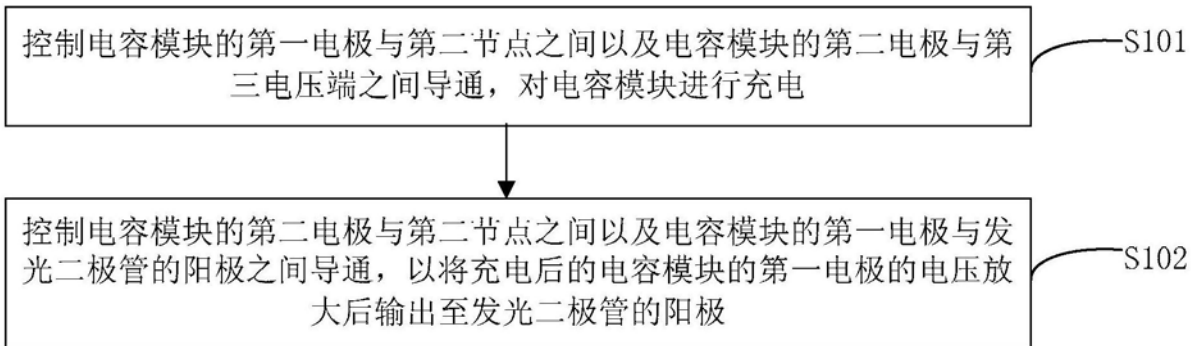 控制电容模块的第一电极与第二节点之间以及电容模块的第二电极与第
三电压端之间导通，对电容模块进行充电
S101
控制电容模块的第二电极与第二节点之间以及电容模块的第一电极与发
光二极管的阳极之间导通，以将充电后的电容模块的第一电极的电压放
大后输出至发光二极管的阳极
S102